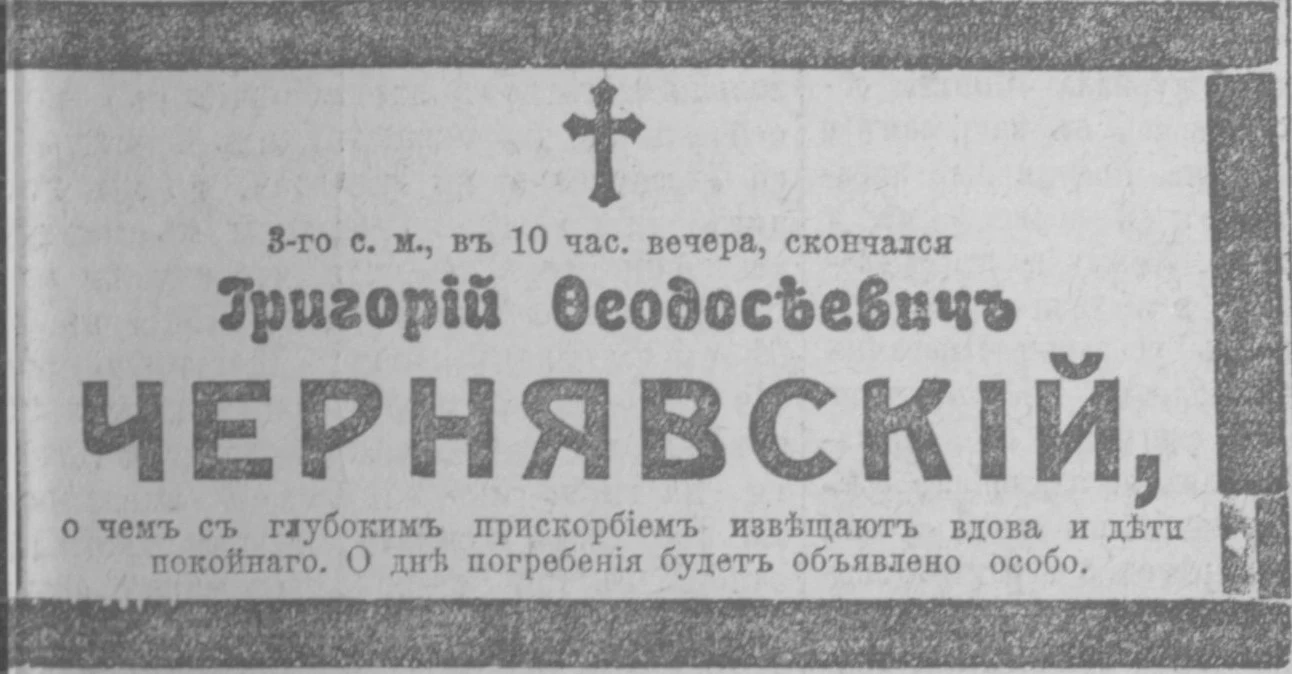 3-го с. м., въ 10 час. вечера, скончался
Григорій Ѳеодосѣевичъ
ЧЕРНЯВСКІЙ,
о чемъ съ глубокимъ прискорбіемъ извѣщаютъ вдова и дѣти
покойнаго. О днѣ погребенія будетъ объявлено особо.